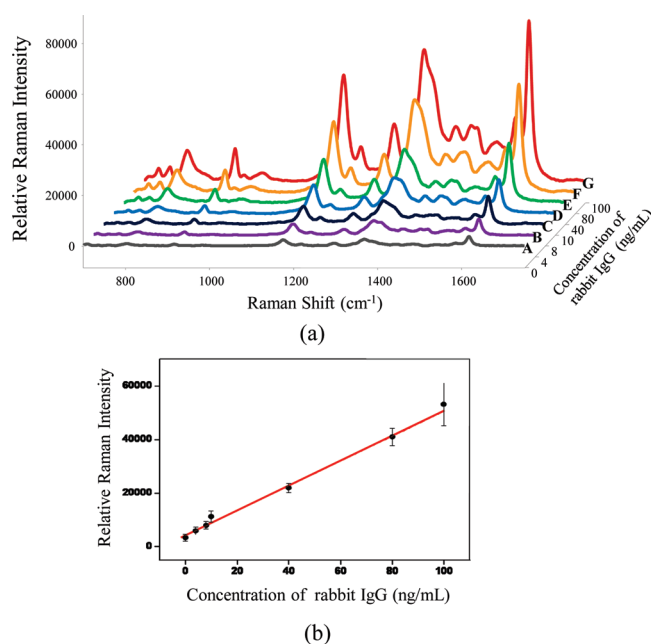 (a)
Relative Raman Intensity
80000
60000
40000
20000
0
800
1000
1200
1400
1600
Raman Shift (cm-1)
A
B
C
D
E
F
G
0
4
8
10
40
80
100
Concentration of
rabbit IgG (ng/mL)
(a)
Relative Raman Intensity
60000
40000
20000
0
0
20
40
60
80
100
Concentration of rabbit IgG (ng/mL)
(b)